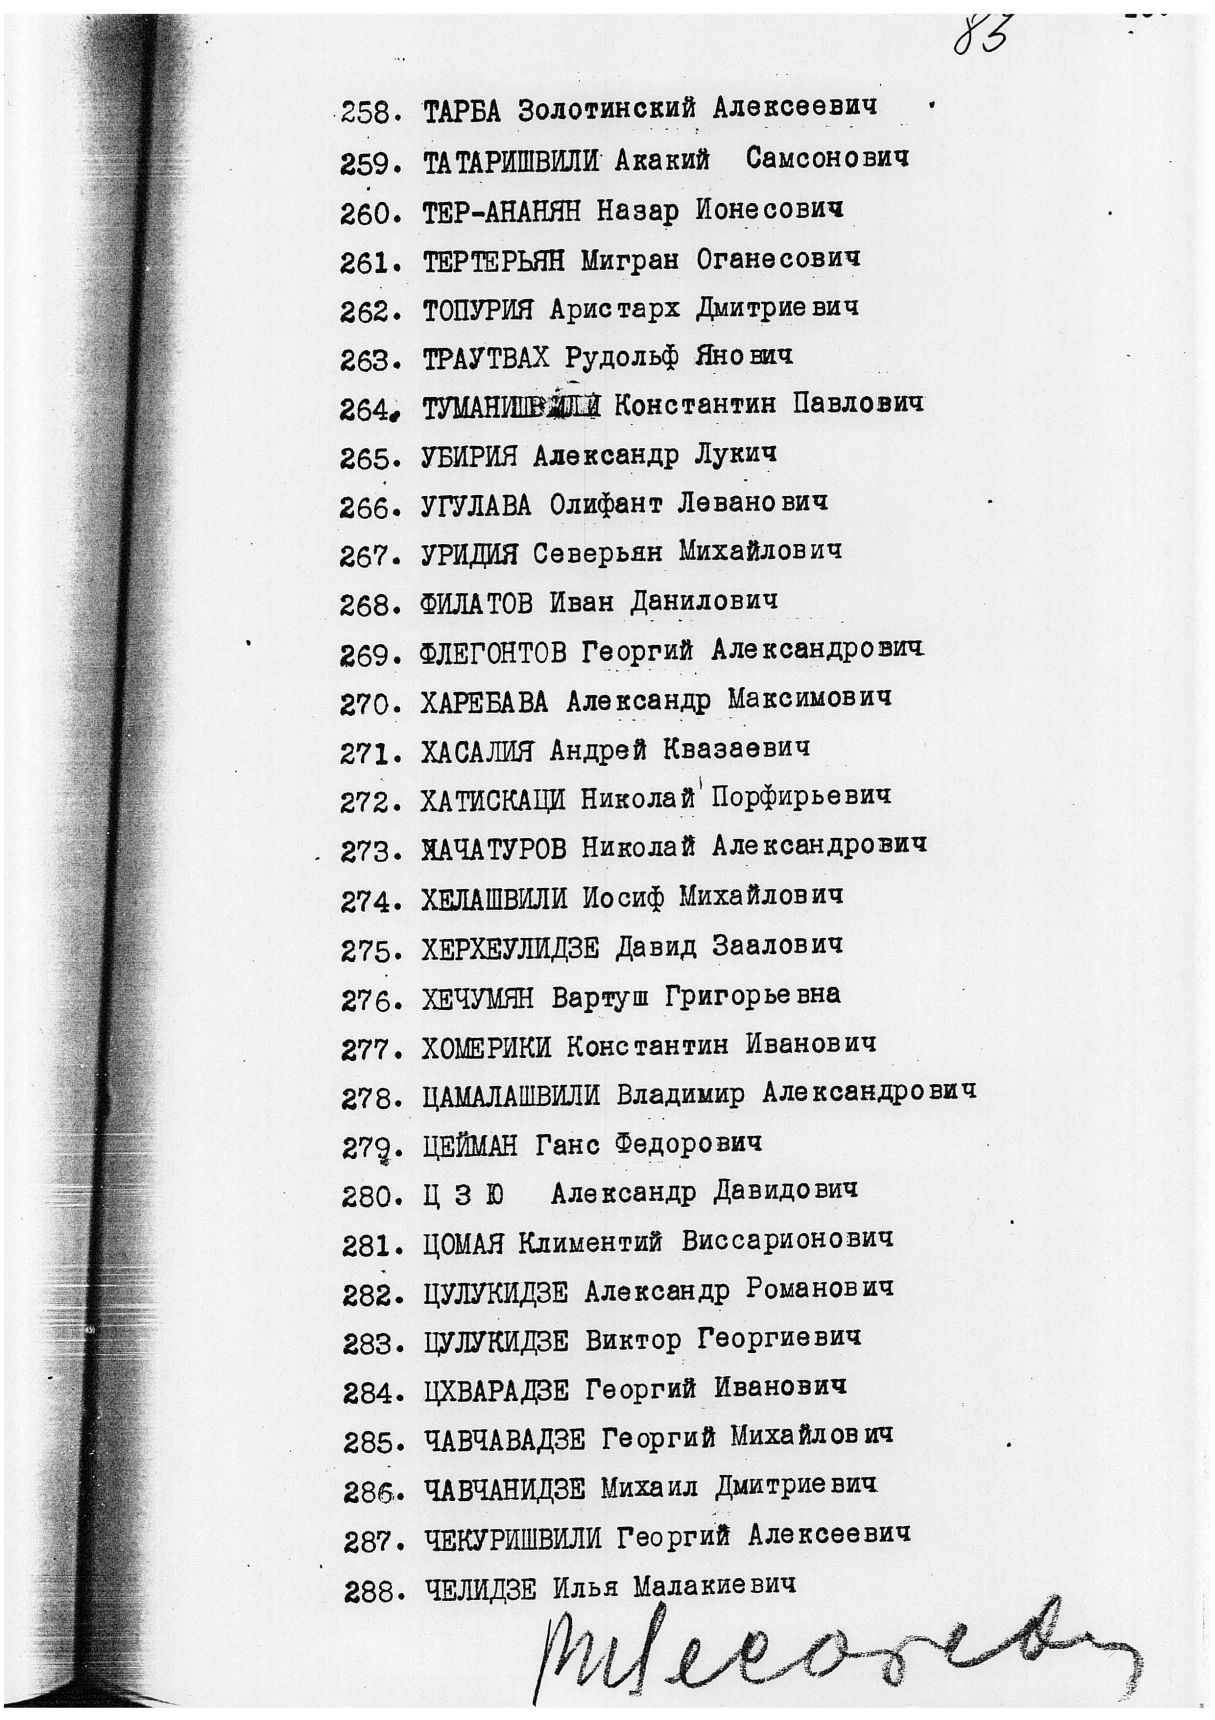 83
258. ТАРБА Золотинский Алексеевич
259. ТАТАРИШВИЛИ Акакий Самсонович
260. ТЕР-АНАНЯН Назар Ионесович
261. ТЕРТЕРЬЯН Мигран Оганесович
262. ТОПУРИЯ Аристарх Дмитриевич
263. ТРАУТВАХ Рудольф Янович
264. ТУМАНИШВИЛИ Константин Павлович
265. УБИРИЯ Александр Лукич
266. УГУЛАВА Олифант Леванович
267. УРИДИЯ Северьян Михайлович
268. ФИЛАТОВ Иван Данилович
269. ФЛЕГОНТОВ Георгий Александрович
270. ХАРЕБАВА Александр Максимович
271. ХАСАЛИЯ Андрей Квазаевич
272. ХАТИСКАЦИ Николай Порфирьевич
273. ХАЧАТУРОВ Николай Александрович
274. ХЕЛАШВИЛИ Иосиф Михайлович
275. ХЕРХЕУЛИДЗЕ Давид Заалович
276. ХЕЧУМЯН Вартуш Григорьевна
277. ХОМЕРИКИ Константин Иванович
278. ЦАМАЛАШВИЛИ Владимир Александрович
279. ЦЕЙМАН Ганс Федорович
280. Ц З Ю Александр Давидович
281. ЦОМАЯ Климентий Виссарионович
282. ЦУЛУКИДЗЕ Александр Романович
283. ЦУЛУКИДЗЕ Виктор Георгиевич
284. ЦХВАРАДЗЕ Георгий Иванович
285. ЧАВЧАВАДЗЕ Георгий Михайлович
286. ЧАВЧАНИДЗЕ Михаил Дмитриевич
287. ЧЕКУРИШВИЛИ Георгий Алексеевич
288. ЧЕЛИДЗЕ Илья Малакиевич